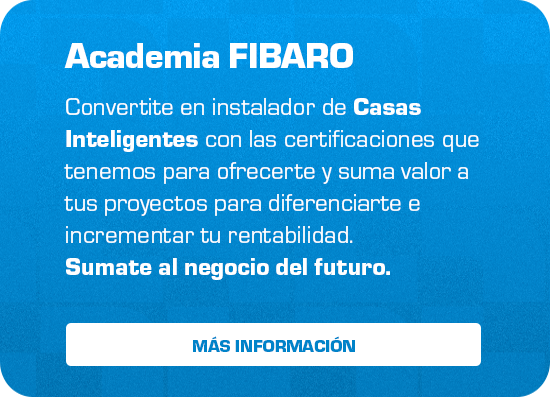 Academia FIBARO
Convertite en instalador de Casas
Inteligentes con las certificaciones que
tenemos para ofrecerte y suma valor a
tus proyectos para diferenciarte e
incrementar tu rentabilidad.
Sumate al negocio del futuro.
MÁS INFORMACIÓN